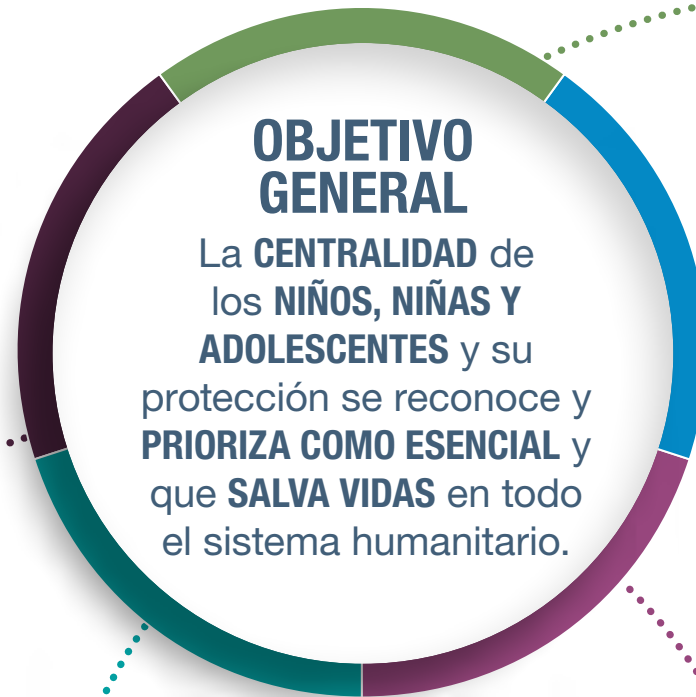 OBJETIVO
GENERAL
La CENTRALIDAD de
los NIÑOS, NIÑAS Y
ADOLESCENTES y su
protección se reconoce y
PRIORIZA COMO ESENCIAL y
que SALVA VIDAS en todo
el sistema humanitario.